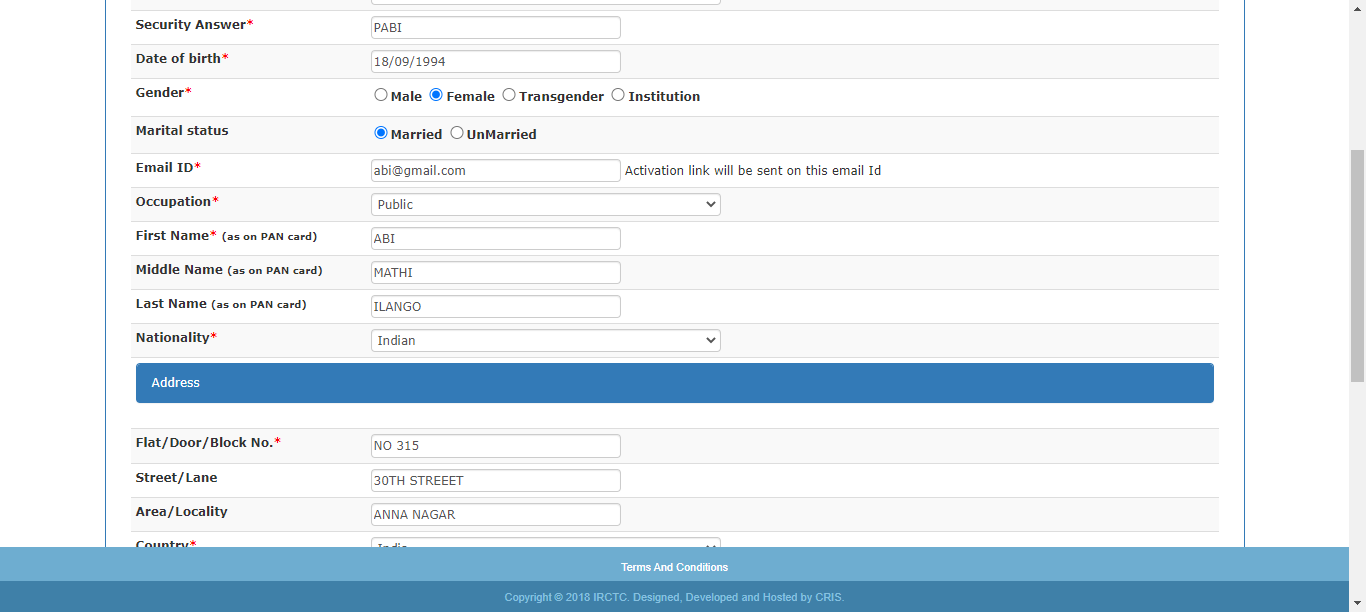 Security Answer* PABI
Date of birth* 18/09/1994
Gender* Male Female Transgender Institution
Marital status Married UnMarried
Email ID* abi@gmail.com Activation link will be sent on this email Id
Occupation* Public
First Name* (as on PAN card) ABI
Middle Name (as on PAN card) MATHI
Last Name (as on PAN card) ILANGO
Nationality* Indian
Address
Flat/Door/Block No.* NO 315
Street/Lane 30TH STREEET
Area/Locality ANNA NAGAR
Country* India
Terms And Conditions
Copyright © 2018 IRCTC. Designed, Developed and Hosted by CRIS.